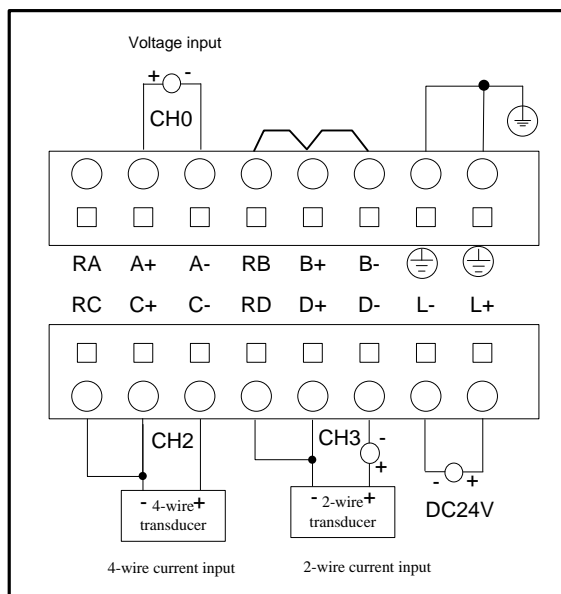 Voltage input
+ -
CH0
RA A+ A- RB B+ B-
RC C+ C- RD D+ D- L- L+
CH2 CH3 -
+
- + DC24V
- 4-wire +
transducer
- 2-wire +
transducer
4-wire current input 2-wire current input